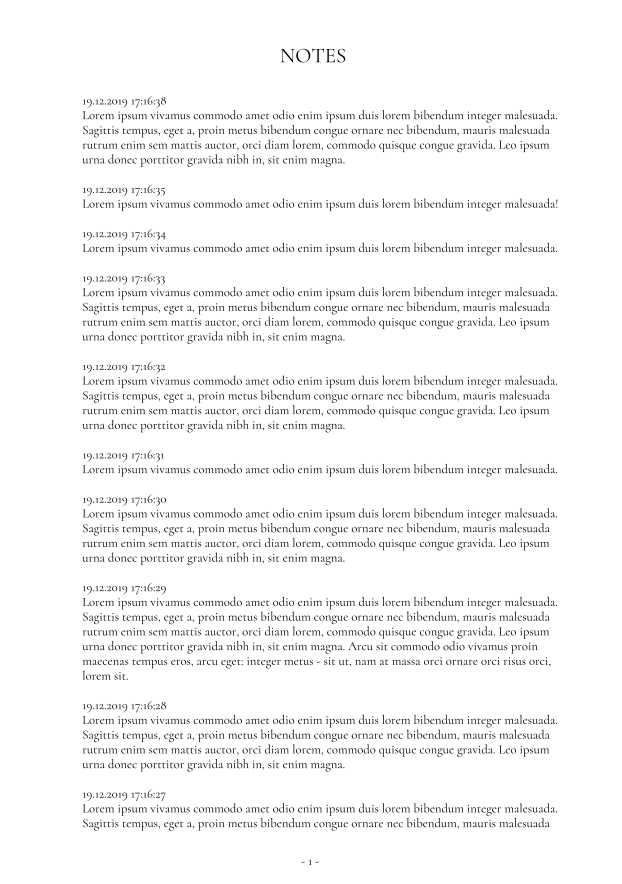 NOTES
19.12.2019 17:16:38
Lorem ipsum vivamus commodo amet odio enim ipsum duis lorem bibendum integer malesuada.
Sagittis tempus, eget a, proin metus bibendum congue ornare nec bibendum, mauris malesuada
rutrum enim sem mattis auctor, orci diam lorem, commodo quisque congue gravida. Leo ipsum
urna donec porttitor gravida nibh in, sit enim magna.
19.12.2019 17:16:35
Lorem ipsum vivamus commodo amet odio enim ipsum duis lorem bibendum integer malesuada!
19.12.2019 17:16:34
Lorem ipsum vivamus commodo amet odio enim ipsum duis lorem bibendum integer malesuada.
19.12.2019 17:16:33
Lorem ipsum vivamus commodo amet odio enim ipsum duis lorem bibendum integer malesuada.
Sagittis tempus, eget a, proin metus bibendum congue ornare nec bibendum, mauris malesuada
rutrum enim sem mattis auctor, orci diam lorem, commodo quisque congue gravida. Leo ipsum
urna donec porttitor gravida nibh in, sit enim magna.
19.12.2019 17:16:32
Lorem ipsum vivamus commodo amet odio enim ipsum duis lorem bibendum integer malesuada.
Sagittis tempus, eget a, proin metus bibendum congue ornare nec bibendum, mauris malesuada
rutrum enim sem mattis auctor, orci diam lorem, commodo quisque congue gravida. Leo ipsum
urna donec porttitor gravida nibh in, sit enim magna.
19.12.2019 17:16:31
Lorem ipsum vivamus commodo amet odio enim ipsum duis lorem bibendum integer malesuada.
19.12.2019 17:16:30
Lorem ipsum vivamus commodo amet odio enim ipsum duis lorem bibendum integer malesuada.
Sagittis tempus, eget a, proin metus bibendum congue ornare nec bibendum, mauris malesuada
rutrum enim sem mattis auctor, orci diam lorem, commodo quisque congue gravida. Leo ipsum
urna donec porttitor gravida nibh in, sit enim magna.
19.12.2019 17:16:29
Lorem ipsum vivamus commodo amet odio enim ipsum duis lorem bibendum integer malesuada.
Sagittis tempus, eget a, proin metus bibendum congue ornare nec bibendum, mauris malesuada
rutrum enim sem mattis auctor, orci diam lorem, commodo quisque congue gravida. Leo ipsum
urna donec porttitor gravida nibh in, sit enim magna. Arcu sit commodo odio vivamus proin
maecenas tempus eros, arcu eget: integer metus - sit ut, nam at massa orci ornare orci risus orci,
lorem sit.
19.12.2019 17:16:28
Lorem ipsum vivamus commodo amet odio enim ipsum duis lorem bibendum integer malesuada.
Sagittis tempus, eget a, proin metus bibendum congue ornare nec bibendum, mauris malesuada
rutrum enim sem mattis auctor, orci diam lorem, commodo quisque congue gravida. Leo ipsum
urna donec porttitor gravida nibh in, sit enim magna.
19.12.2019 17:16:27
Lorem ipsum vivamus commodo amet odio enim ipsum duis lorem bibendum integer malesuada.
Sagittis tempus, eget a, proin metus bibendum congue ornare nec bibendum, mauris malesuada
- 1 -